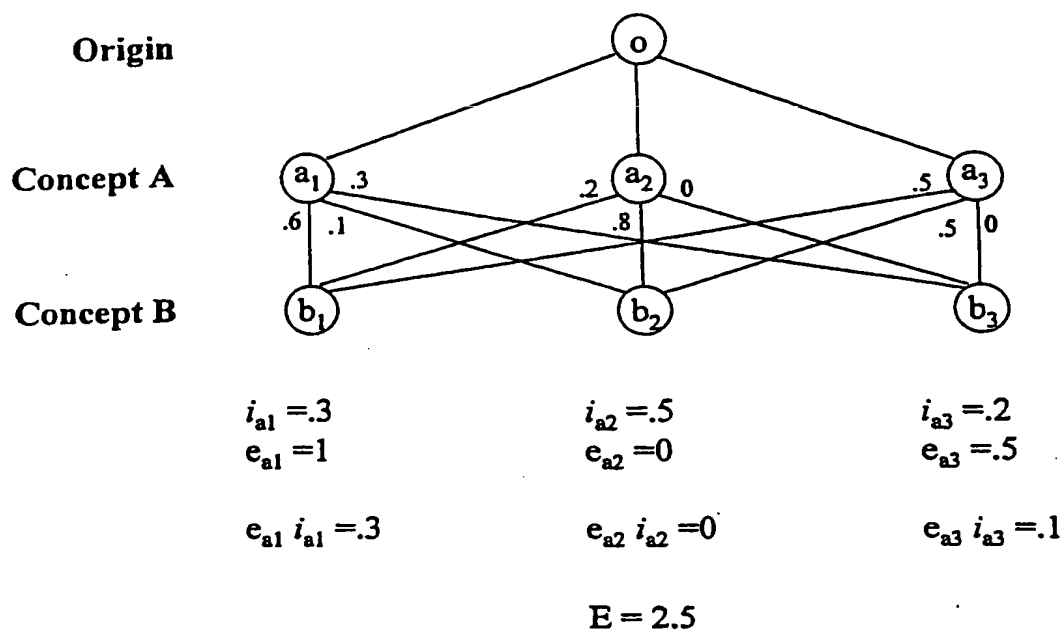 Origin o
Concept A a1 .3 .2 a2 0 .5 a3
.6 .1 .8 .5 0
Concept B b1 b2 b3
ia1 =.3 ia2 =.5 ia3 =.2
ea1 =1 ea2 =0 ea3 =.5
ea1 ia1 =.3 ea2 ia2 =0 ea3 ia3 =.1
E = 2.5